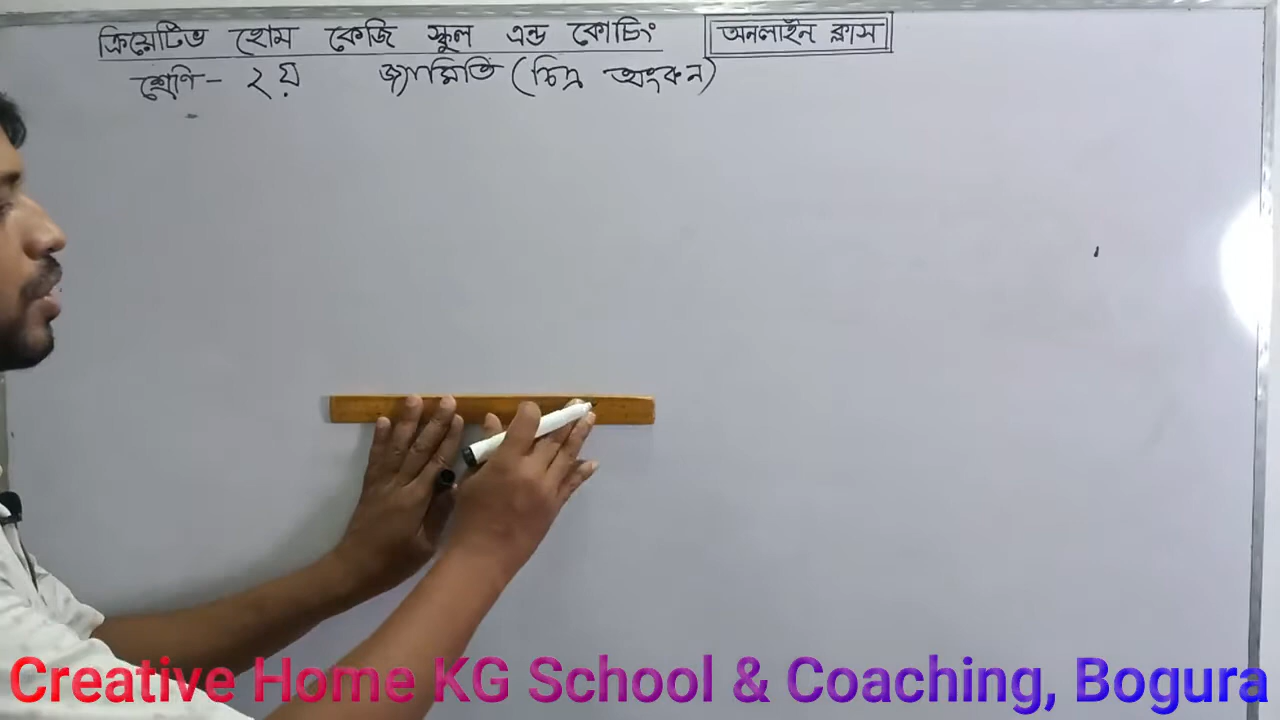 ক্রিয়েটিভ হোম কেজি স্কুল এন্ড কোচিং অনলাইন ক্লাস
শ্রেণি - ২য় জ্যামিতি (চিত্র অংকন)
Creative Home KG School & Coaching, Bogura